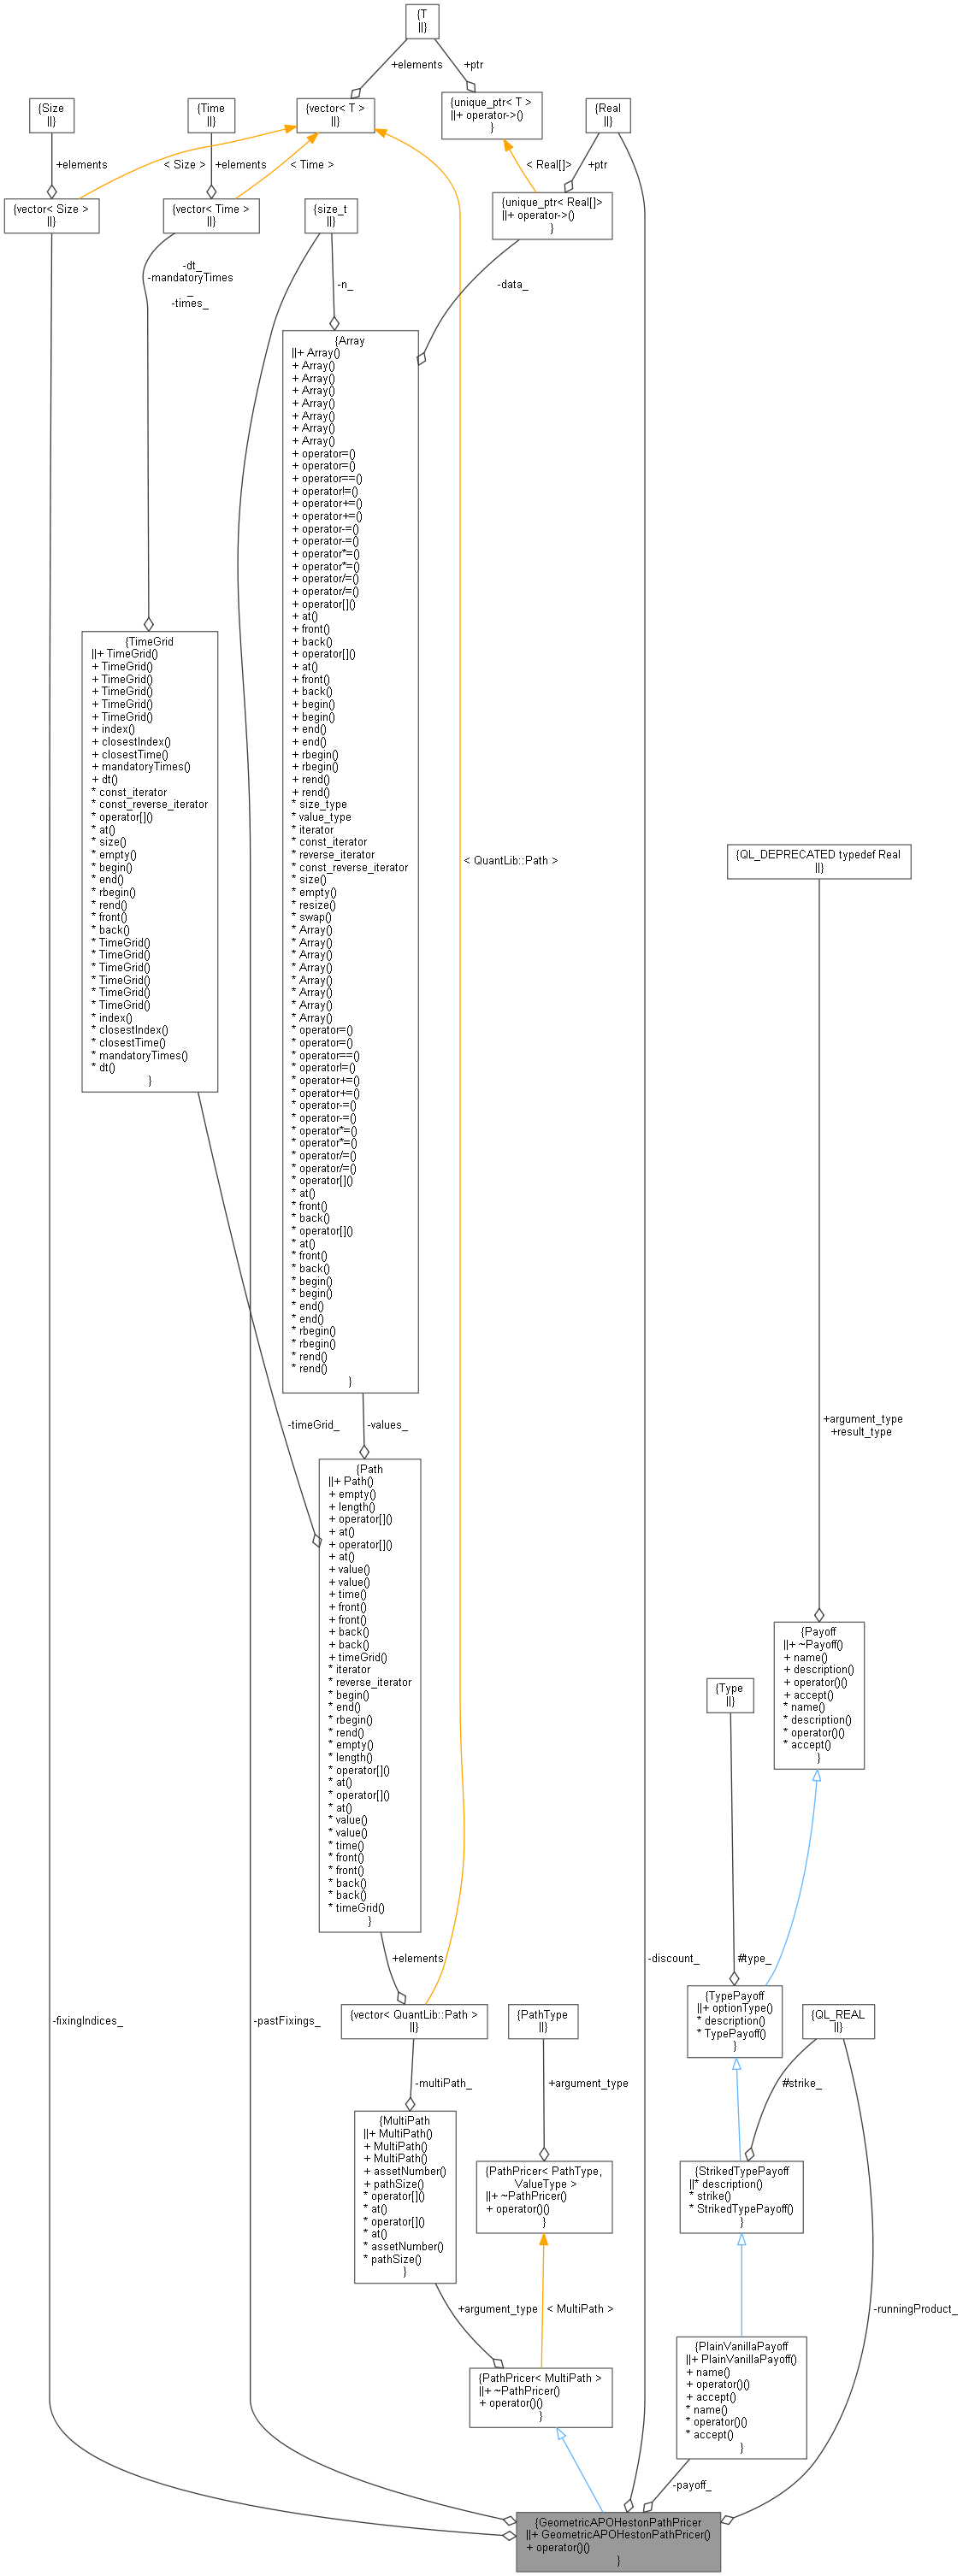 {T
||}
+elements
+ptr
{Size
||}
{Time
||}
{vector< T >
||}
{unique_ptr< T >
||+ operator->()
}
{Real
||}
+elements
< Size >
+elements
< Time >
< Real[]>
+ptr
{vector< Size >
||}
{vector< Time >
||}
{size_t
||}
{unique_ptr< Real[]>
||+ operator->()
}
-dt_
-mandatoryTimes
_
-times_
-n_
-data_
{Array
||+ Array()
+ Array()
+ Array()
+ Array()
+ Array()
+ Array()
+ Array()
+ Array()
+ operator=()
+ operator=()
+ operator==()
+ operator!=()
+ operator+=()
+ operator+=()
+ operator-=()
+ operator-=()
+ operator*=()
+ operator*=()
+ operator/=()
+ operator/=()
+ operator[]()
+ at()
+ front()
+ back()
+ operator[]()
+ at()
+ front()
+ back()
+ begin()
+ begin()
+ end()
+ end()
+ rbegin()
+ rbegin()
+ rend()
+ rend()
* size_type
* value_type
* iterator
* const_iterator
* reverse_iterator
* const_reverse_iterator
* size()
* empty()
* resize()
* swap()
* Array()
* Array()
* Array()
* Array()
* Array()
* Array()
* Array()
* Array()
* operator=()
* operator=()
* operator==()
* operator!=()
* operator+=()
* operator+=()
* operator-=()
* operator-=()
* operator*=()
* operator*=()
* operator/=()
* operator/=()
* operator[]()
* at()
* front()
* back()
* operator[]()
* at()
* front()
* back()
* begin()
* begin()
* end()
* end()
* rbegin()
* rbegin()
* rend()
* rend()
}
{TimeGrid
||+ TimeGrid()
+ TimeGrid()
+ TimeGrid()
+ TimeGrid()
+ TimeGrid()
+ TimeGrid()
+ index()
+ closestIndex()
+ closestTime()
+ mandatoryTimes()
+ dt()
* const_iterator
* const_reverse_iterator
* operator[]()
* at()
* size()
* empty()
* begin()
* end()
* rbegin()
* rend()
* front()
* back()
* TimeGrid()
* TimeGrid()
* TimeGrid()
* TimeGrid()
* TimeGrid()
* TimeGrid()
* index()
* closestIndex()
* closestTime()
* mandatoryTimes()
* dt()
}
< QuantLib::Path >
{QL_DEPRECATED typedef Real
||}
-timeGrid_
-values_
+argument_type
+result_type
{Path
||+ Path()
+ empty()
+ length()
+ operator[]()
+ at()
+ operator[]()
+ at()
+ value()
+ value()
+ time()
+ front()
+ front()
+ back()
+ back()
+ timeGrid()
* iterator
* reverse_iterator
* begin()
* end()
* rbegin()
* rend()
* empty()
* length()
* operator[]()
* at()
* operator[]()
* at()
* value()
* value()
* time()
* front()
* front()
* back()
* back()
* timeGrid()
}
{Payoff
||+ ~Payoff()
+ name()
+ description()
+ operator()()
+ accept()
* name()
* description()
* operator()()
* accept()
}
{Type
||}
+elements
-discount_
#type_
-fixingIndices_
-pastFixings_
{vector< QuantLib::Path >
||}
{PathType
||}
{TypePayoff
||+ optionType()
* description()
* TypePayoff()
}
{QL_REAL
||}
-multiPath_
+argument_type
#strike_
{MultiPath
||+ MultiPath()
+ MultiPath()
+ MultiPath()
+ assetNumber()
+ pathSize()
* operator[]()
* at()
* operator[]()
* at()
* assetNumber()
* pathSize()
}
{PathPricer< PathType,
ValueType >
||+ ~PathPricer()
+ operator()()
}
{StrikedTypePayoff
||* description()
* strike()
* StrikedTypePayoff()
}
+argument_type
< MultiPath >
-runningProduct_
{PathPricer< MultiPath >
||+ ~PathPricer()
+ operator()()
}
{PlainVanillaPayoff
||+ PlainVanillaPayoff()
+ name()
+ operator()()
+ accept()
* name()
* operator()()
* accept()
}
-payoff_
{GeometricAPOHestonPathPricer
||+ GeometricAPOHestonPathPricer()
+ operator()()
}